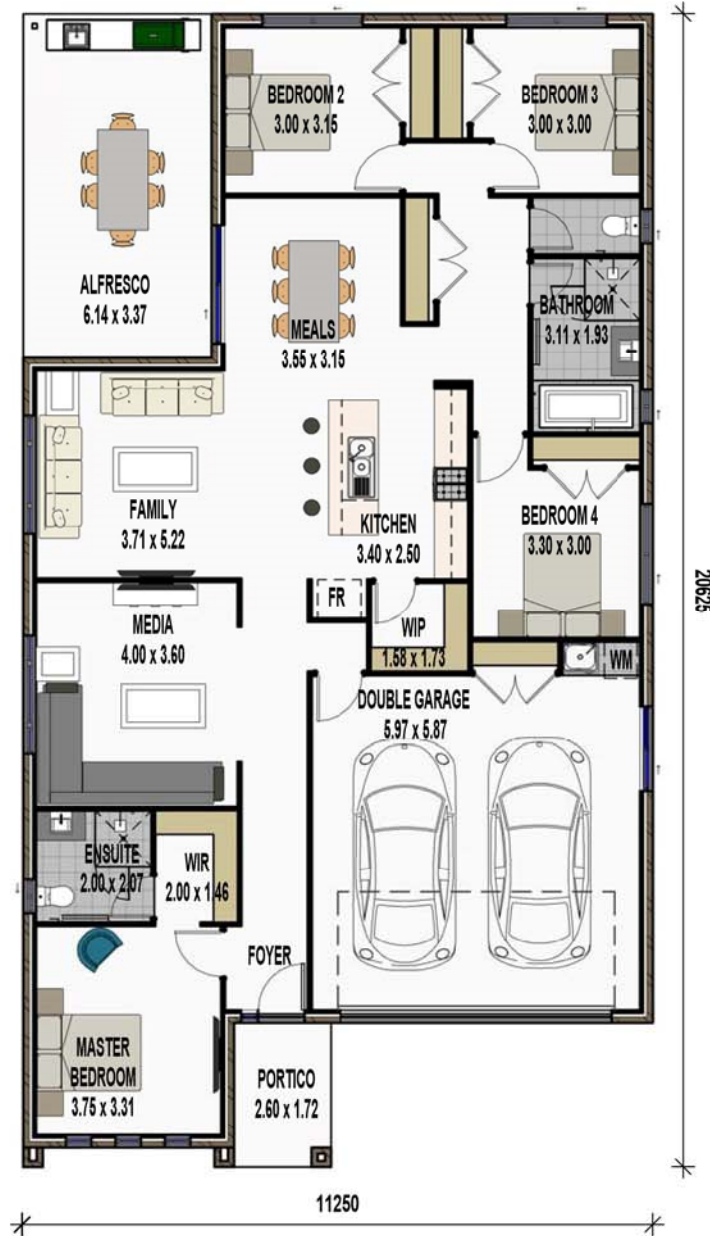 BEDROOM 2
3.00 x 3.15
BEDROOM 3
3.00 x 3.00
ALFRESCO
6.14 x 3.37
MEALS
3.55 x 3.15
BATHROOM
3.11 x 1.93
FAMILY
3.71 x 5.22
KITCHEN
3.40 x 2.50
BEDROOM 4
3.30 x 3.00
20625
FR
WIP
1.58 x 1.73
MEDIA
4.00 x 3.60
WM
DOUBLE GARAGE
5.97 x 5.87
ENSUITE
2.00 x 2.07
WIR
2.00 x 1.46
FOYER
MASTER
BEDROOM
3.75 x 3.31
PORTICO
2.60 x 1.72
11250